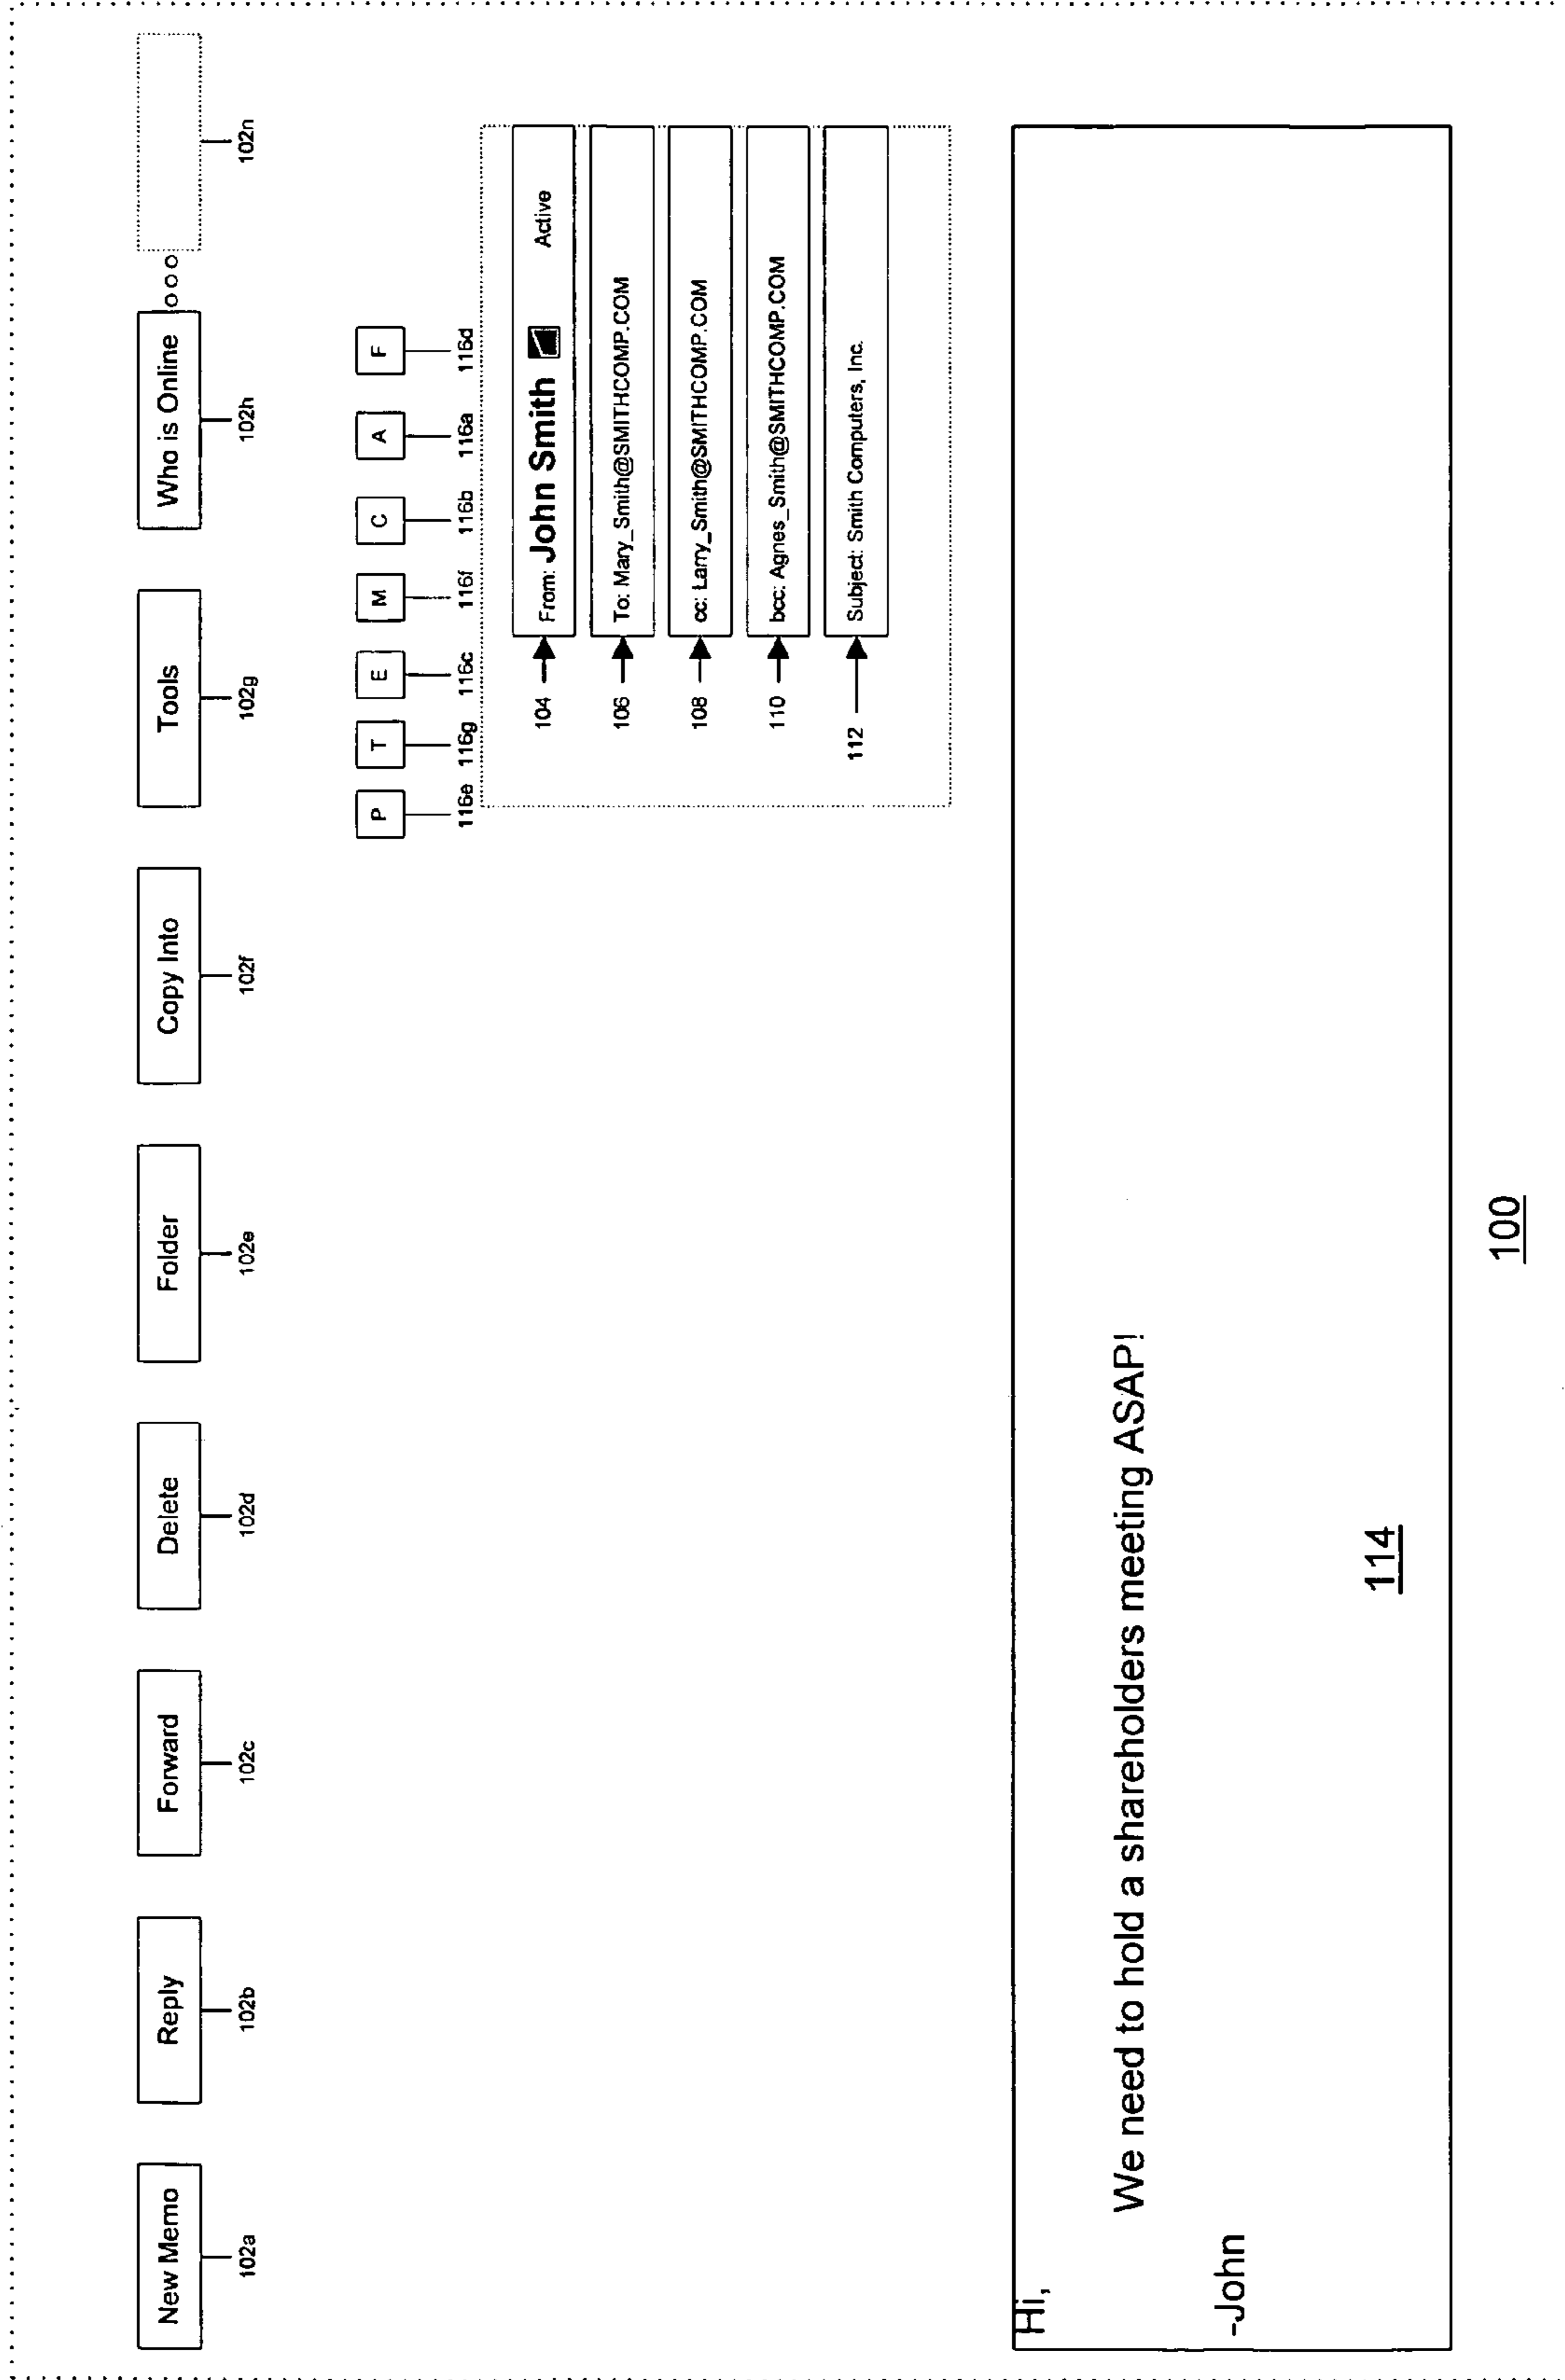 New Memo Reply Forward Delete Folder Copy Into Tools Who is Online o o o
102a 102b 102c 102d 102e 102f 102g 102h 102n
P T E M C A F
116e 116g 116c 116f 116b 116a 116d
104 From: John Smith Active
106 To: Mary_Smith@SMITHCOMP.COM
108 cc: Larry_Smith@SMITHCOMP.COM
110 bcc: Agnes_Smith@SMITHCOMP.COM
112 Subject: Smith Computers, Inc.
Hi,
We need to hold a shareholders meeting ASAP!
-John
114
100